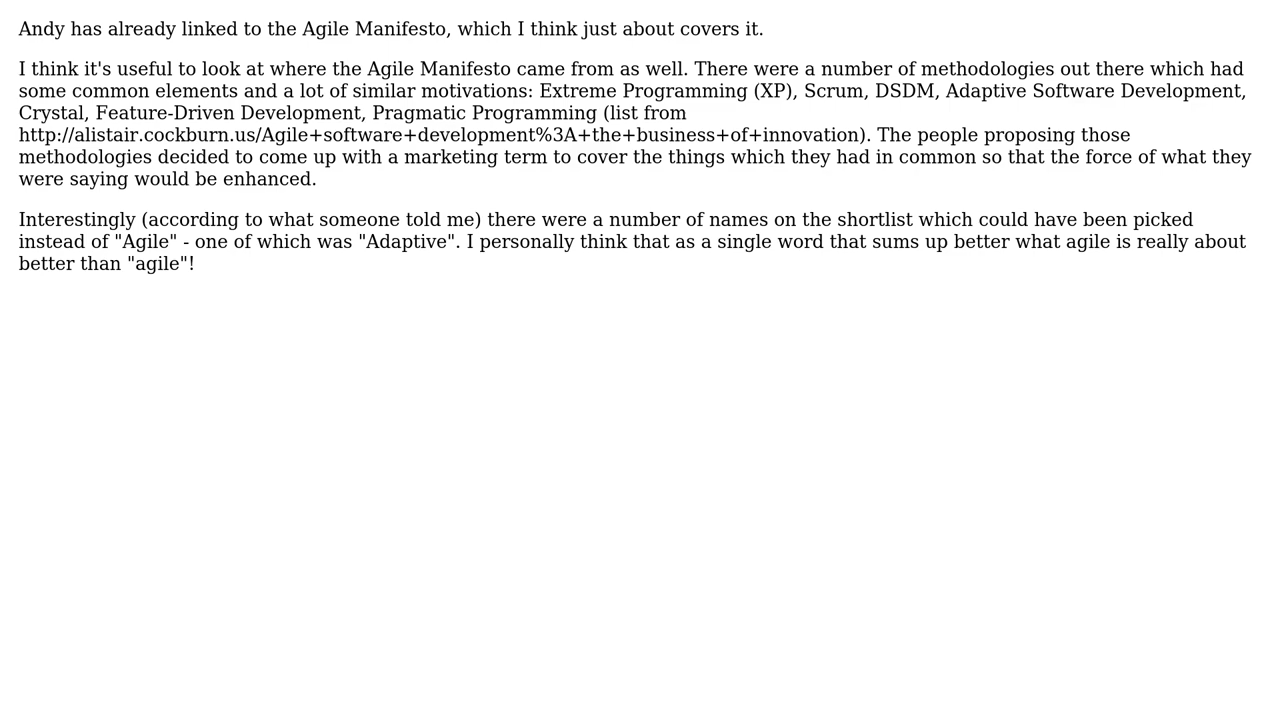 Andy has already linked to the Agile Manifesto, which I think just about covers it.
I think it's useful to look at where the Agile Manifesto came from as well. There were a number of methodologies out there which had
some common elements and a lot of similar motivations: Extreme Programming (XP), Scrum, DSDM, Adaptive Software Development,
Crystal, Feature-Driven Development, Pragmatic Programming (list from
http://alistair.cockburn.us/Agile+software+development%3A+the+business+of+innovation). The people proposing those
methodologies decided to come up with a marketing term to cover the things which they had in common so that the force of what they
were saying would be enhanced.
Interestingly (according to what someone told me) there were a number of names on the shortlist which could have been picked
instead of "Agile" - one of which was "Adaptive". I personally think that as a single word that sums up better what agile is really about
better than "agile"!